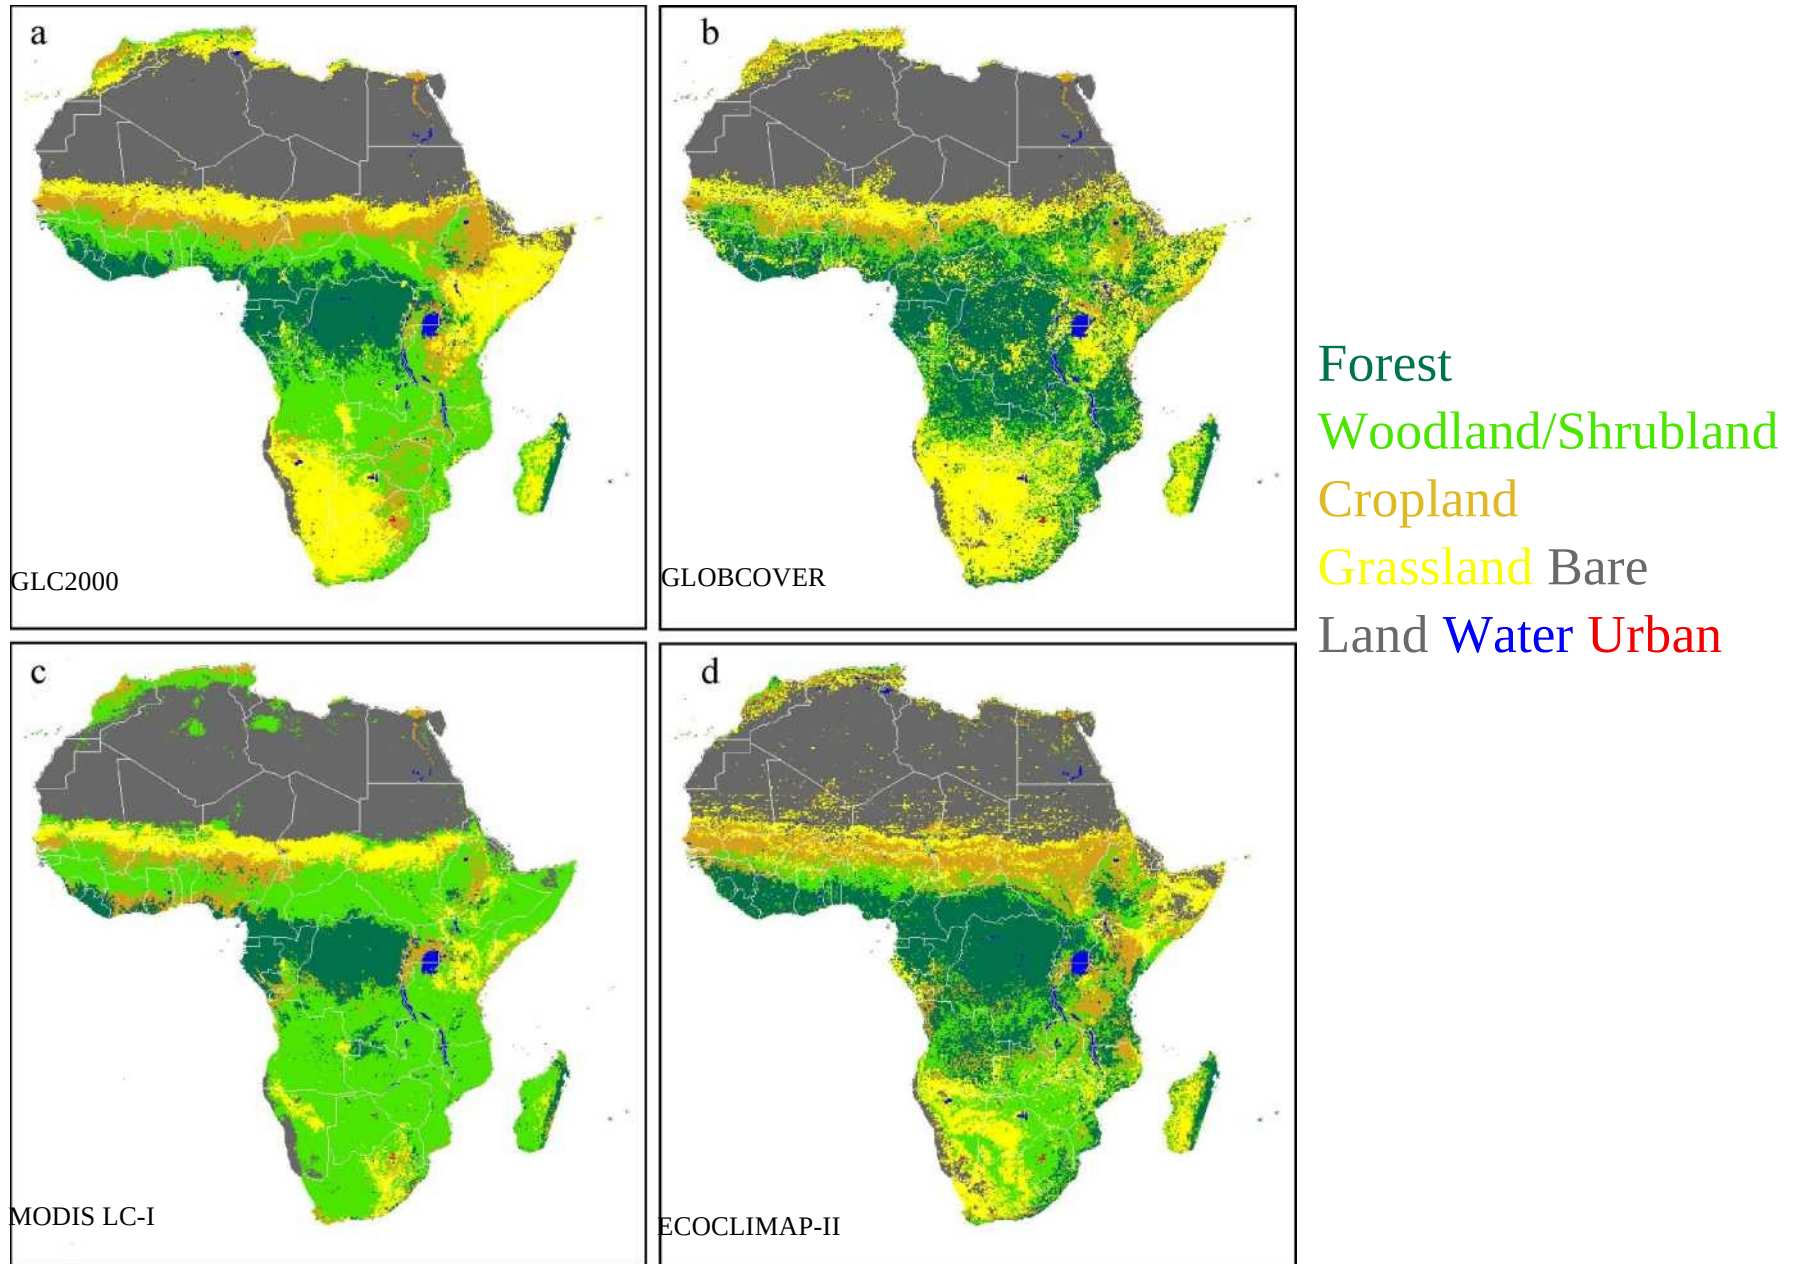 a
b
GLC2000
GLOBCOVER
c
d
MODIS LC-I
ECOCLIMAP-II
Forest
Woodland/Shrubland
Cropland
Grassland Bare
Land Water Urban